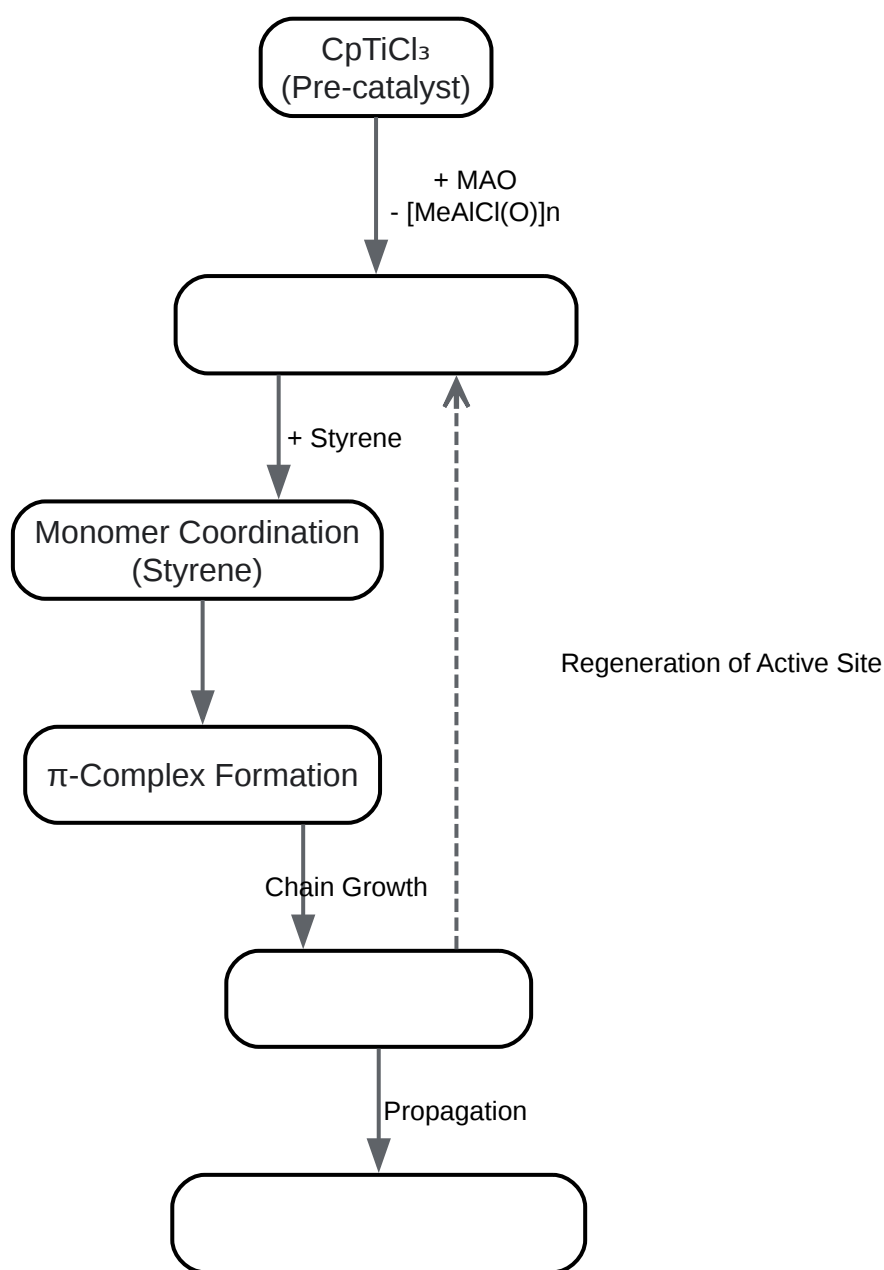 CpTiCl₃
(Pre-catalyst)
+ MAO
- [MeAlCl(O)]n
+ Styrene
Monomer Coordination
(Styrene)
Regeneration of Active Site
π-Complex Formation
Chain Growth
Propagation